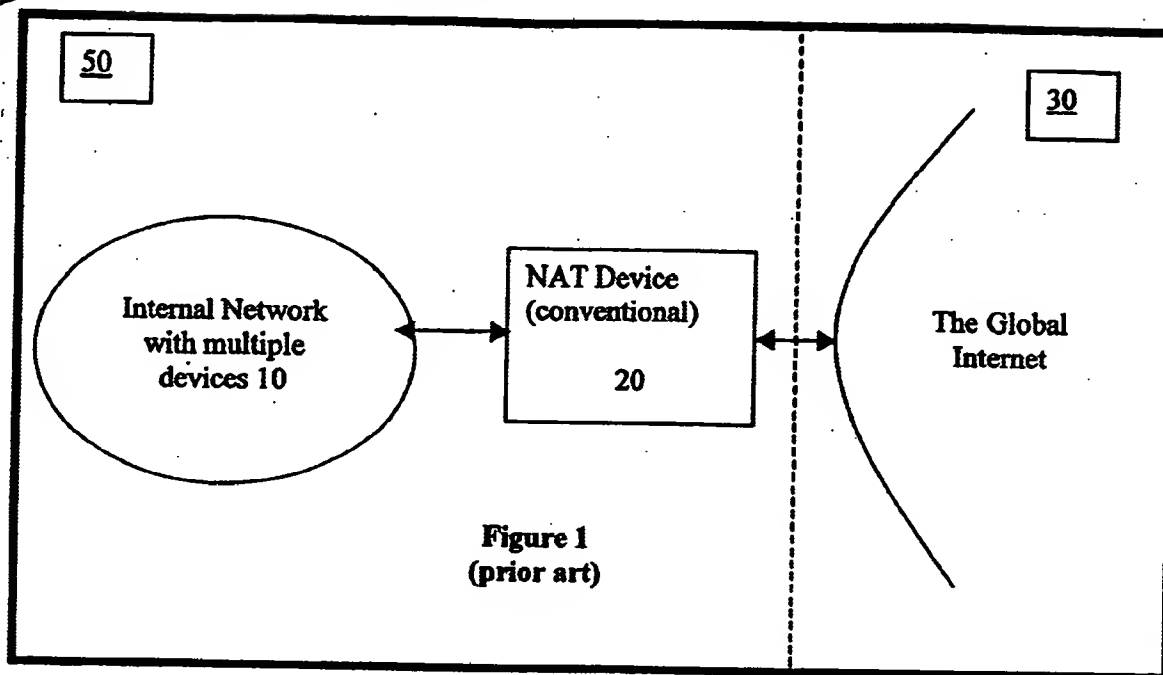 50
30
Internal Network
with multiple
devices 10
NAT Device
(conventional)
20
The Global
Internet
Figure 1
(prior art)